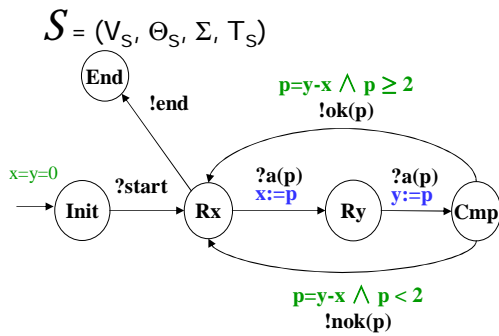 S = (V_S, Θ_S, Σ, T_S)
End
!end
p=y-x ∧ p ≥ 2
!ok(p)
x=y=0
?start
?a(p)
x:=p
?a(p)
y:=p
Init
Rx
Ry
Cmp
p=y-x ∧ p < 2
!nok(p)